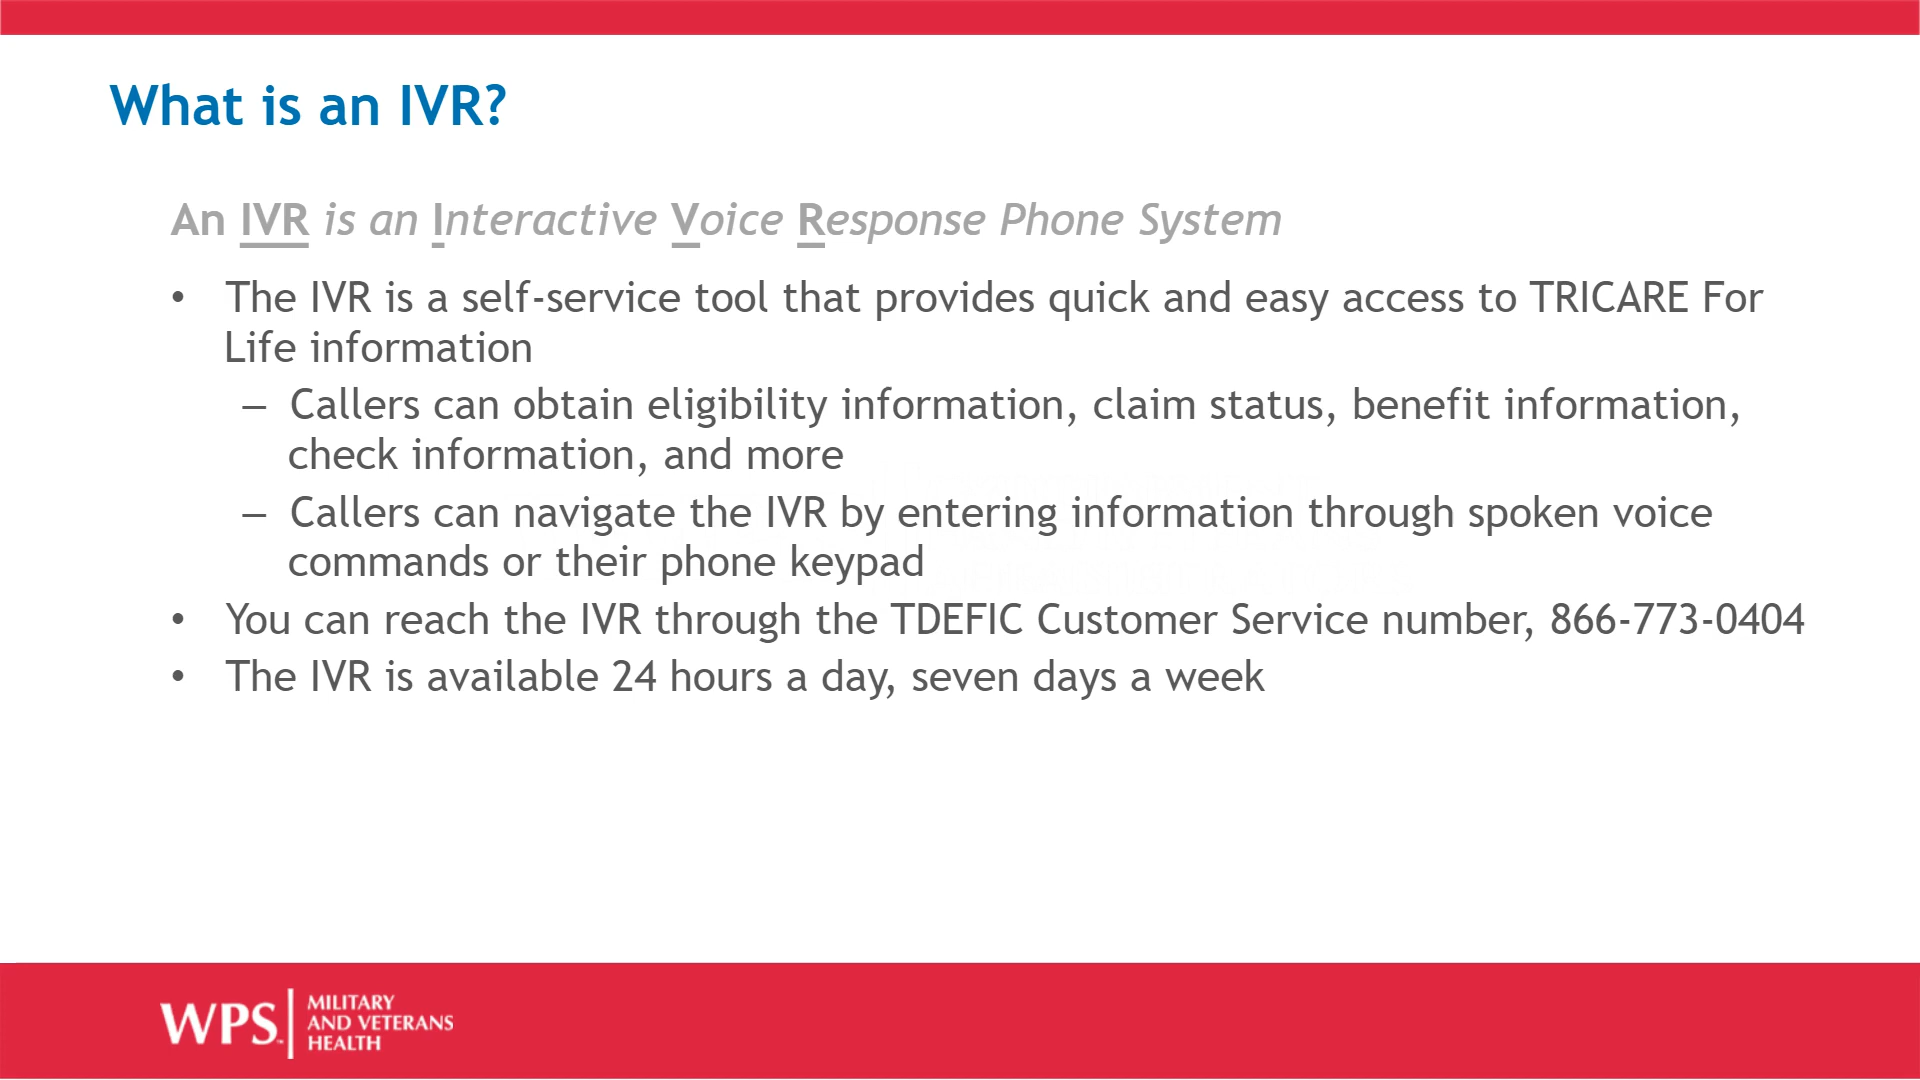 What is an IVR?
An IVR is an Interactive Voice Response Phone System
• The IVR is a self-service tool that provides quick and easy access to TRICARE For
Life information
– Callers can obtain eligibility information, claim status, benefit information,
check information, and more
– Callers can navigate the IVR by entering information through spoken voice
commands or their phone keypad
• You can reach the IVR through the TDEFIC Customer Service number, 866-773-0404
• The IVR is available 24 hours a day, seven days a week
WPS™
MILITARY
AND VETERANS
HEALTH